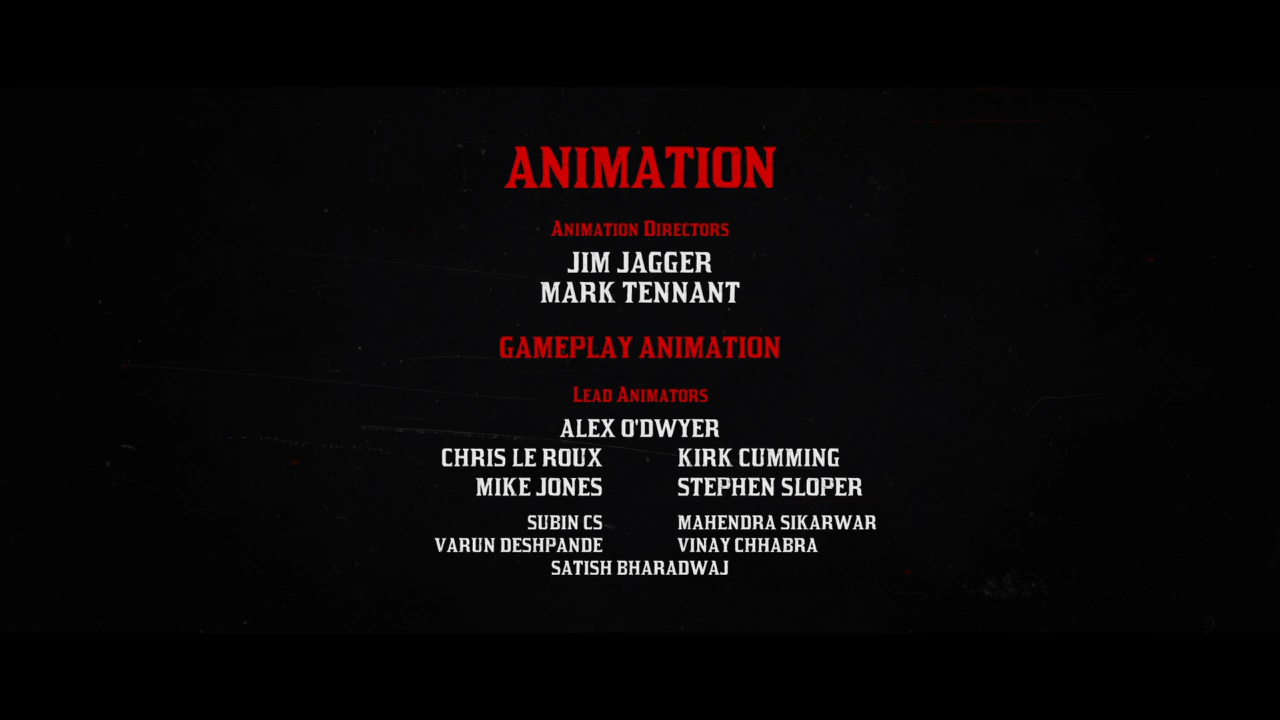 ANIMATION
Animation Directors
JIM JAGGER
MARK TENNANT
GAMEPLAY ANIMATION
Lead Animators
ALEX O'DWYER
CHRIS LE ROUX KIRK CUMMING
MIKE JONES STEPHEN SLOPER
SUBIN CS MAHENDRA SIKARWAR
VARUN DESHPANDE VINAY CHHABRA
SATISH BHARADWAJ